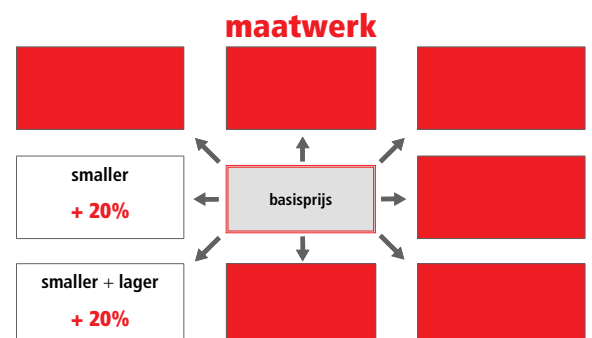 maatwerk
smaller
+ 20%
basisprijs
smaller + lager
+ 20%